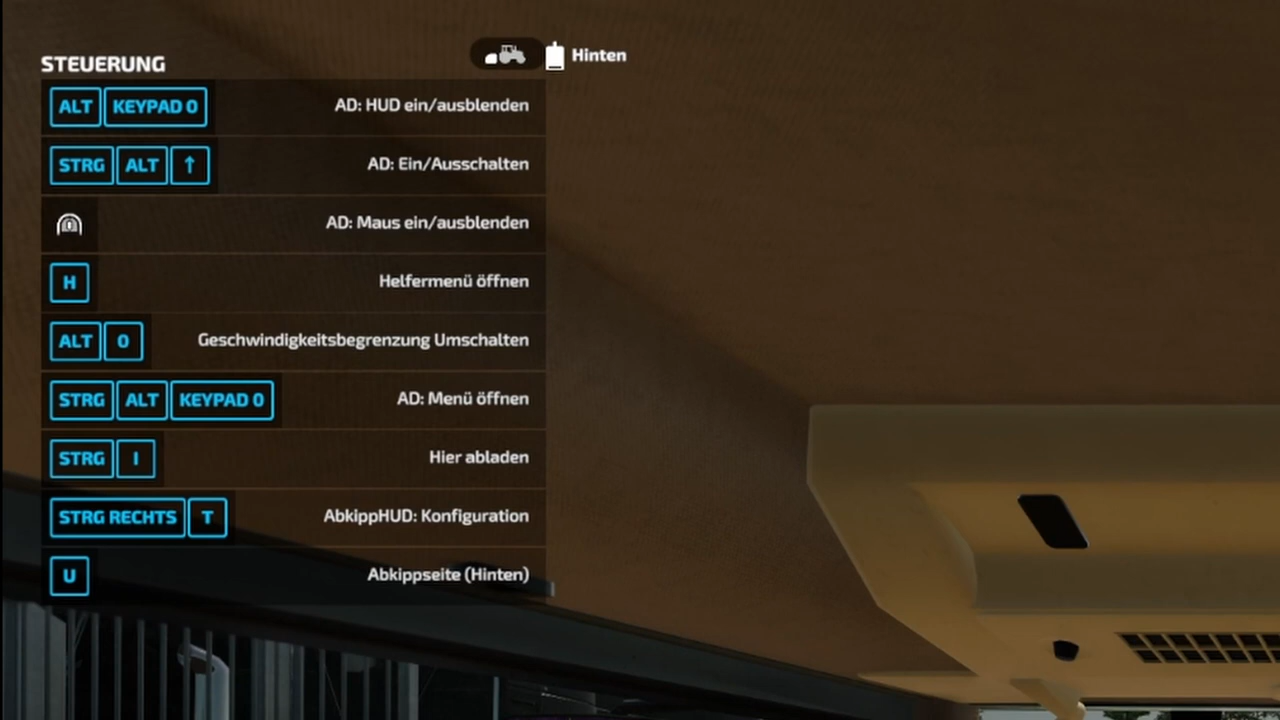 STEUERUNG
Hinten
ALT KEYPAD 0 AD: HUD ein/ausblenden
STRG ALT ↑ AD: Ein/Ausschalten
AD: Maus ein/ausblenden
H Helfermenü öffnen
ALT 0 Geschwindigkeitsbegrenzung Umschalten
STRG ALT KEYPAD 0 AD: Menü öffnen
STRG I Hier abladen
STRG RECHTS T AbkippHUD: Konfiguration
U Abkippseite (Hinten)